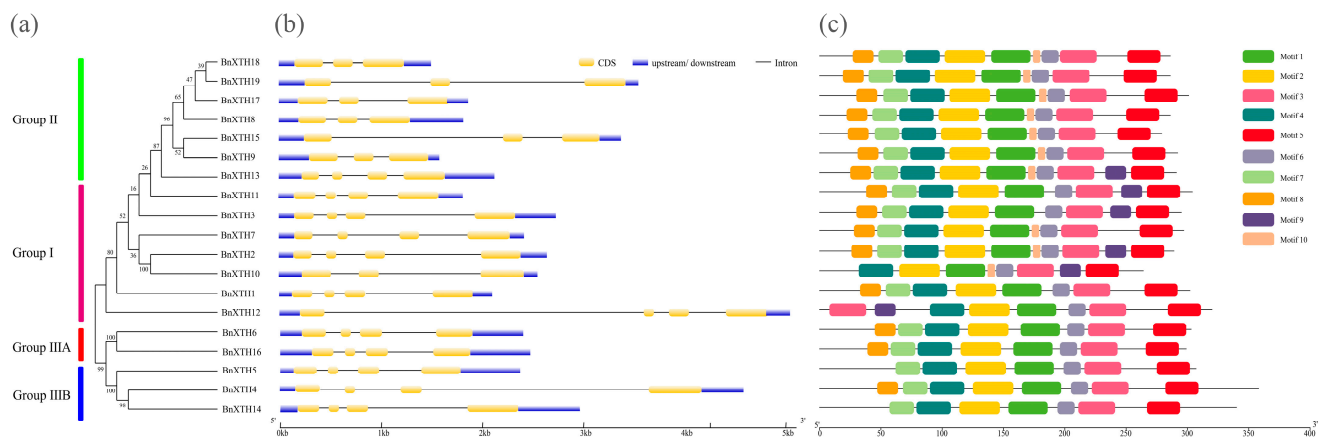 (a)
(b)
(c)
Group II
Group I
Group IIIA
Group IIIB
BnXTH18
BnXTH19
BnXTH17
BnXTH8
BnXTH15
BnXTH9
BnXTH13
BnXTH11
BnXTH3
BnXTH7
BnXTH2
BnXTH10
BnXTH1
BnXTH12
BnXTH6
BnXTH16
BnXTH5
BnXTH4
BnXTH14
39
47
65
52
87
26
16
52
36
100
80
100
99
100
98
CDS upstream/ downstream Intron
5' 3'
0kb 1kb 2kb 3kb 4kb 5kb
Motif 1
Motif 2
Motif 3
Motif 4
Motif 5
Motif 6
Motif 7
Motif 8
Motif 9
Motif 10
5' 3'
0 50 100 150 200 250 300 350 400